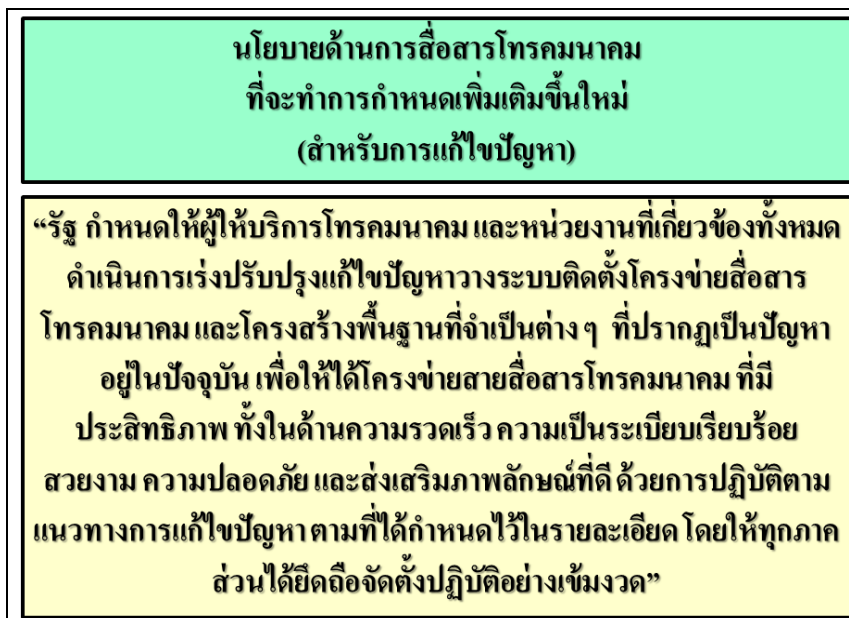 นโยบายด้านการสื่อสารโทรคมนาคม
ที่จะทำการกำหนดเพิ่มเติมขึ้นใหม่
(สำหรับการแก้ไขปัญหา)
“รัฐ กำหนดให้ผู้ให้บริการโทรคมนาคม และหน่วยงานที่เกี่ยวข้องทั้งหมด
ดำเนินการเร่งปรับปรุงแก้ไขปัญหาวางระบบติดตั้งโครงข่ายสื่อสาร
โทรคมนาคม และโครงสร้างพื้นฐานที่จำเป็นต่าง ๆ ที่ปรากฏเป็นปัญหา
อยู่ในปัจจุบัน เพื่อให้ได้โครงข่ายสายสื่อสารโทรคมนาคม ที่มี
ประสิทธิภาพ ทั้งในด้านความรวดเร็ว ความเป็นระเบียบเรียบร้อย
สวยงาม ความปลอดภัย และส่งเสริมภาพลักษณ์ที่ดี ด้วยการปฏิบัติตาม
แนวทางการแก้ไขปัญหา ตามที่ได้กำหนดไว้ในรายละเอียด โดยให้ทุกภาค
ส่วนได้ยึดถือจัดตั้งปฏิบัติอย่างเข้มงวด”